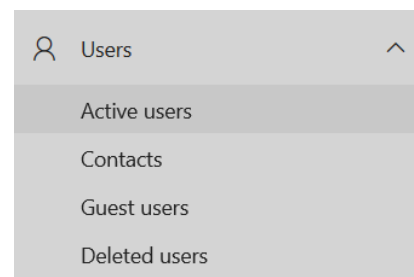 Users
Active users
Contacts
Guest users
Deleted users